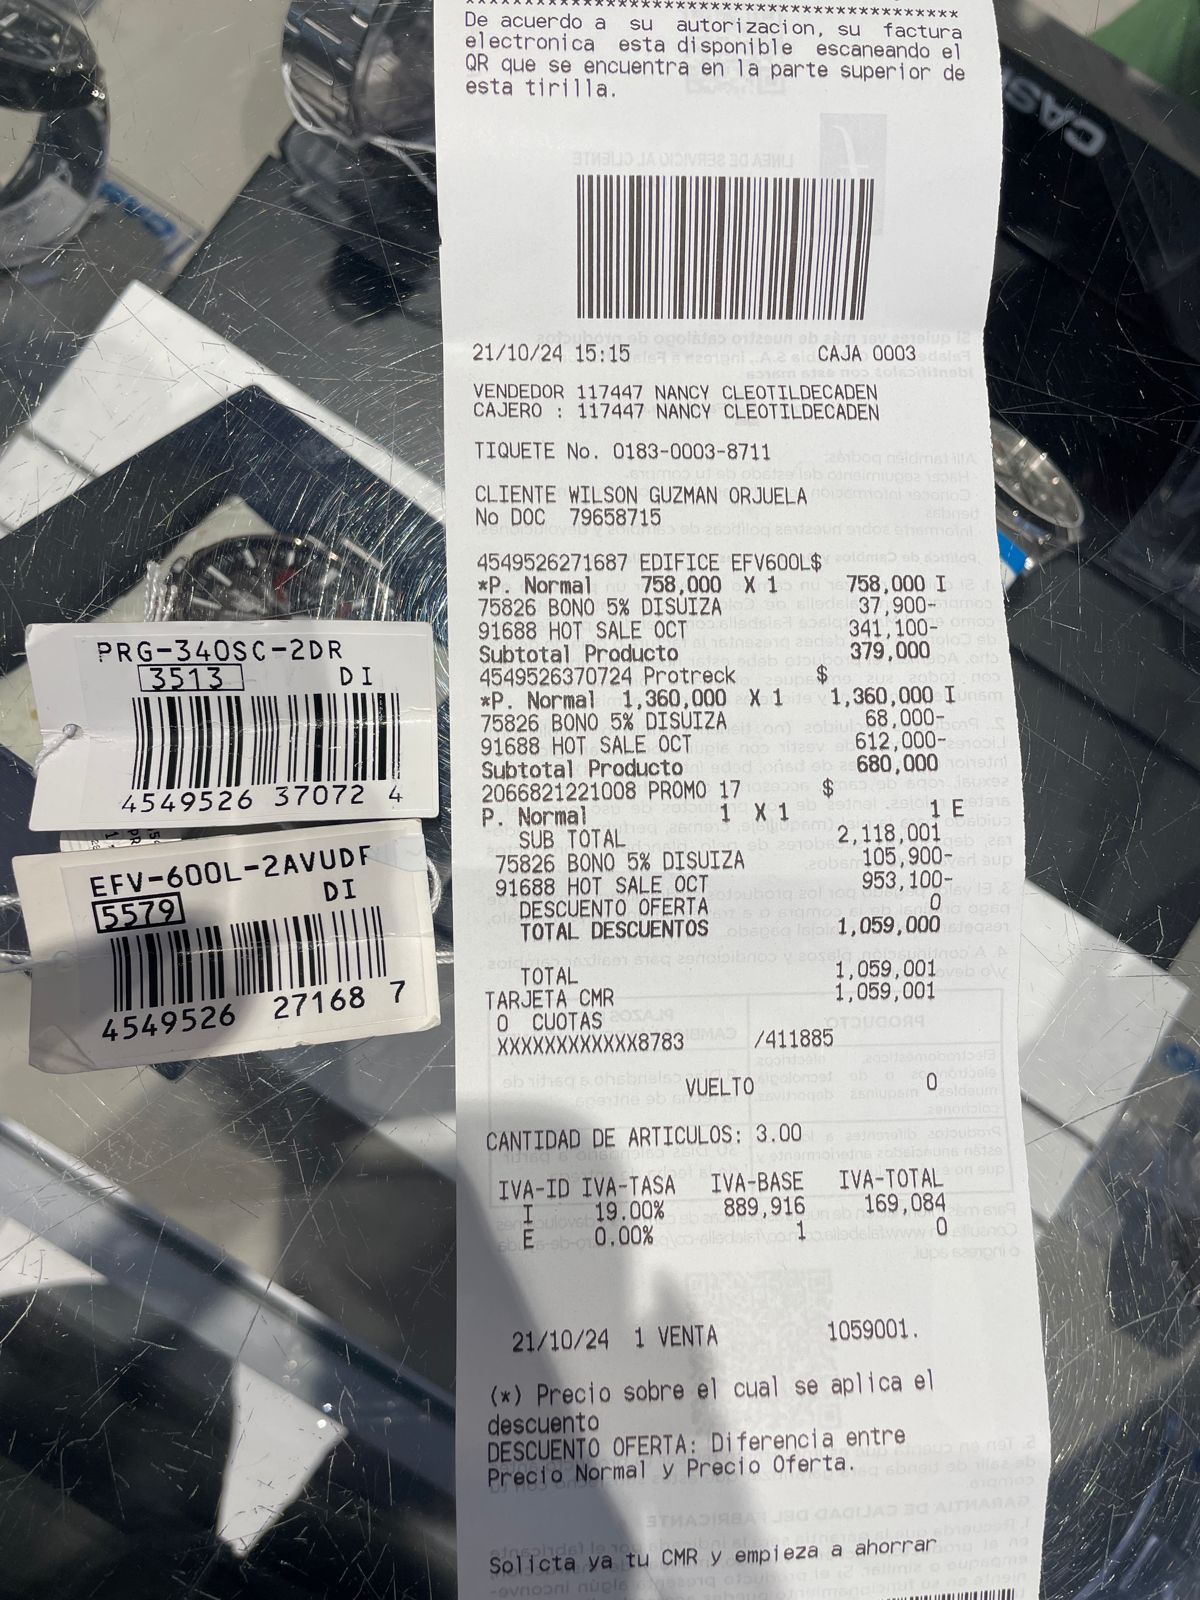 De acuerdo a su autorizacion, su factura
electronica esta disponible escaneando el
QR que se encuentra en la parte superior de
esta tirilla.
LINEA DE SERVICIO AL CLIENTE
CASIO
21/10/24 15:15 CAJA 0003
VENDEDOR 117447 NANCY CLEOTILDECADEN
CAJERO : 117447 NANCY CLEOTILDECADEN
TIQUETE No. 0183-0003-8711
CLIENTE WILSON GUZMAN ORJUELA
No DOC 79658715
4549526271687 EDIFICE EFV600L$
*P. Normal 758,000 X 1 758,000 I
75826 BONO 5% DISUIZA 37,900-
91688 HOT SALE OCT 341,100-
Subtotal Producto 379,000
4549526370724 Protreck $
*P. Normal 1,360,000 X 1 1,360,000 I
75826 BONO 5% DISUIZA 68,000-
91688 HOT SALE OCT 612,000-
Subtotal Producto 680,000
2066821221008 PROMO 17 $
P. Normal 1 X 1 1 E
SUB TOTAL 2,118,001
75826 BONO 5% DISUIZA 105,900-
91688 HOT SALE OCT 953,100-
DESCUENTO OFERTA 0
TOTAL DESCUENTOS 1,059,000
TOTAL 1,059,001
TARJETA CMR 1,059,001
0 CUOTAS
XXXXXXXXXXXX8783 /411885
VUELTO 0
CANTIDAD DE ARTICULOS: 3.00
IVA-ID IVA-TASA IVA-BASE IVA-TOTAL
I 19.00% 889,916 169,084
E 0.00% 1 0
21/10/24 1 VENTA 1059001.
(*) Precio sobre el cual se aplica el
descuento
DESCUENTO OFERTA: Diferencia entre
Precio Normal y Precio Oferta.
Solicta ya tu CMR y empieza a ahorrar
PRG-340SC-2DR
3513 DI
4549526 37072 4
EFV-600L-2AVUDF
5579 DI
4549526 27168 7